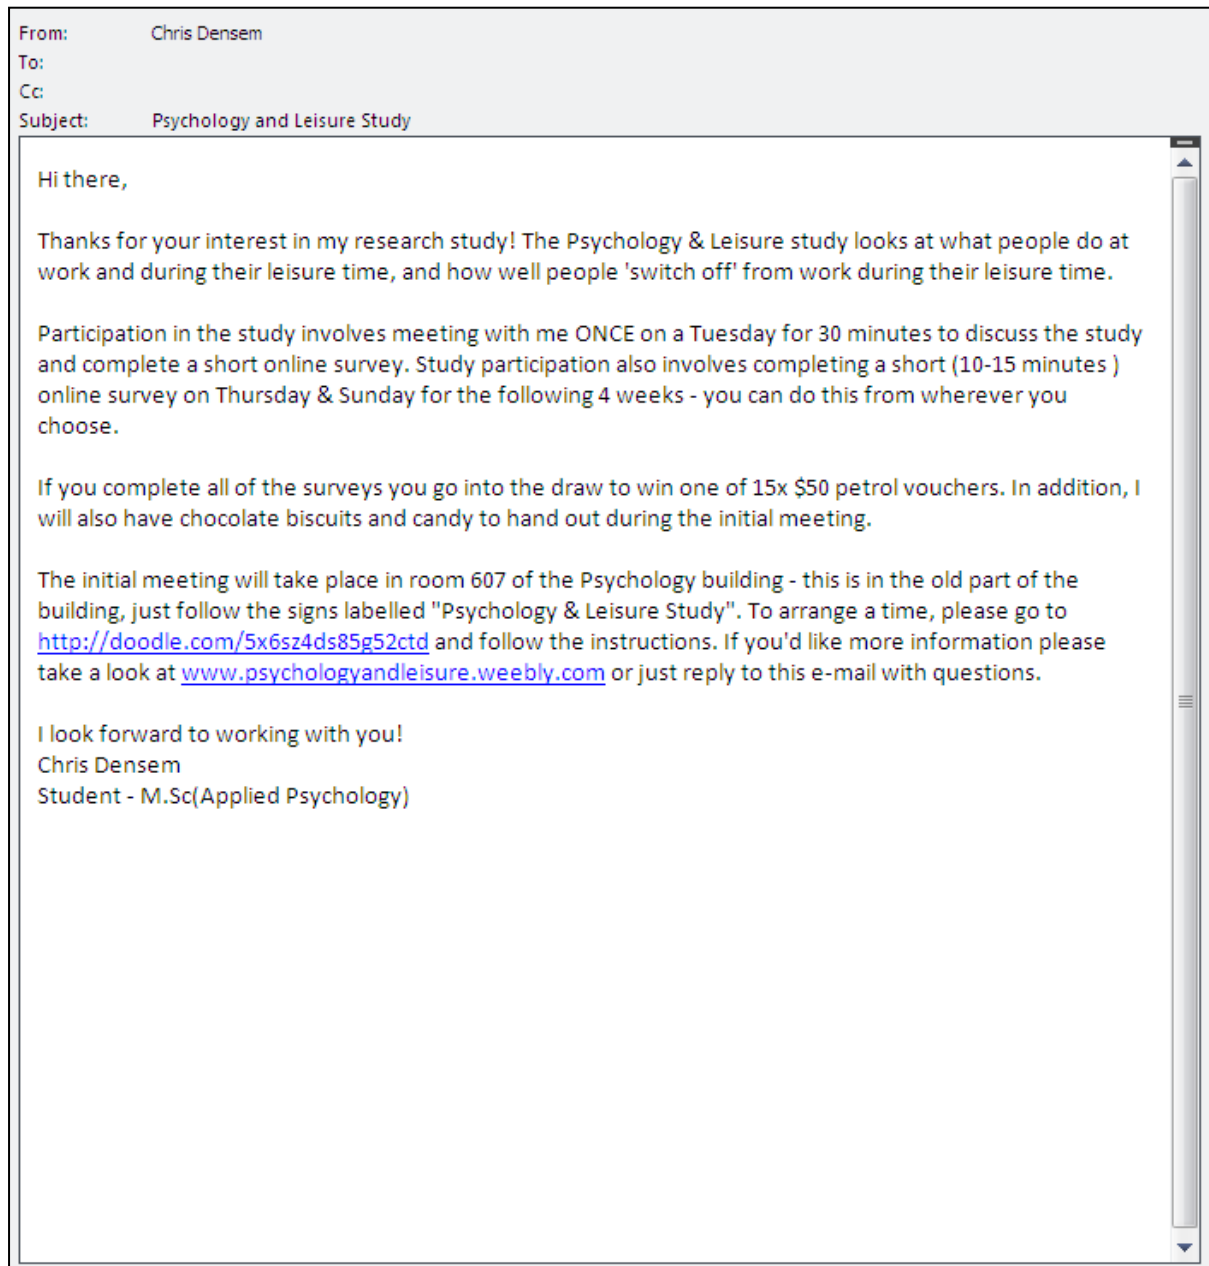 From: Chris Densem
To:
Cc:
Subject: Psychology and Leisure Study
Hi there,
Thanks for your interest in my research study! The Psychology & Leisure study looks at what people do at
work and during their leisure time, and how well people 'switch off' from work during their leisure time.
Participation in the study involves meeting with me ONCE on a Tuesday for 30 minutes to discuss the study
and complete a short online survey. Study participation also involves completing a short (10-15 minutes )
online survey on Thursday & Sunday for the following 4 weeks - you can do this from wherever you
choose.
If you complete all of the surveys you go into the draw to win one of 15x $50 petrol vouchers. In addition, I
will also have chocolate biscuits and candy to hand out during the initial meeting.
The initial meeting will take place in room 607 of the Psychology building - this is in the old part of the
building, just follow the signs labelled "Psychology & Leisure Study". To arrange a time, please go to
http://doodle.com/5x6sz4ds85g52ctd and follow the instructions. If you'd like more information please
take a look at www.psychologyandleisure.weebly.com or just reply to this e-mail with questions.
I look forward to working with you!
Chris Densem
Student - M.Sc(Applied Psychology)